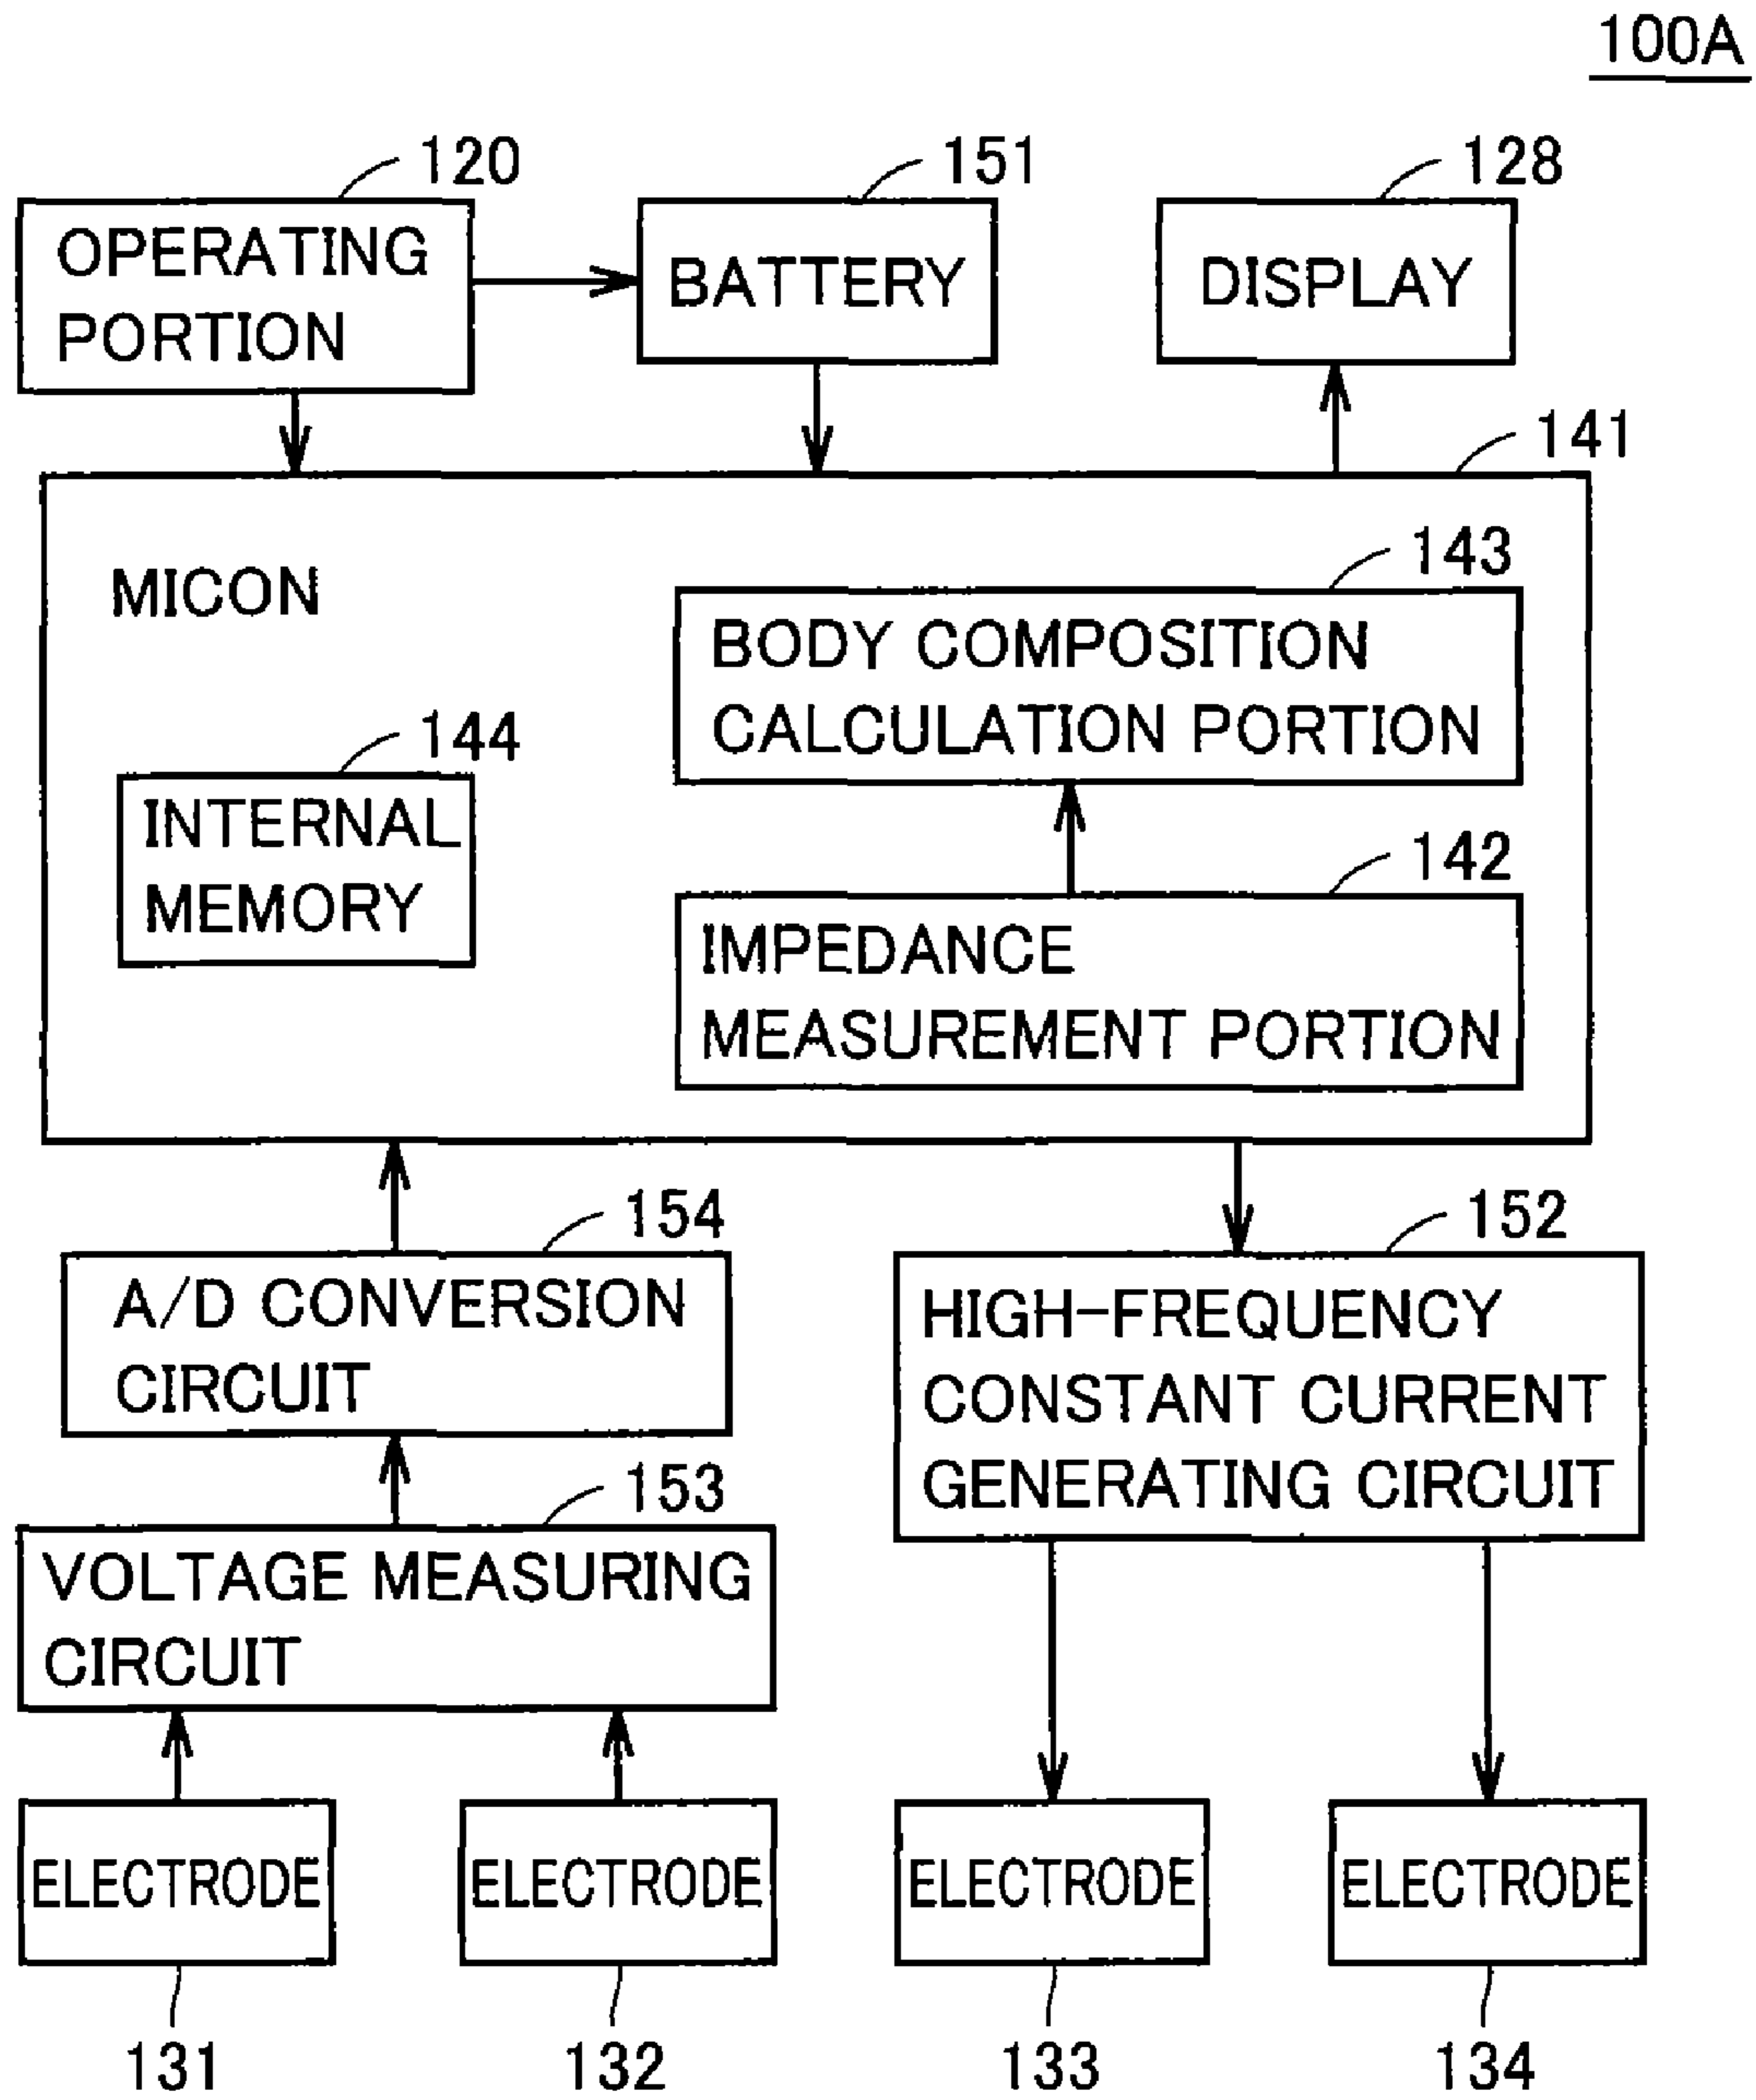 100A
120
151
128
OPERATING
PORTION
BATTERY
DISPLAY
141
MICON
143
BODY COMPOSITION
CALCULATION PORTION
144
INTERNAL
MEMORY
142
IMPEDANCE
MEASUREMENT PORTION
154
A/D CONVERSION
CIRCUIT
152
HIGH-FREQUENCY
CONSTANT CURRENT
GENERATING CIRCUIT
153
VOLTAGE MEASURING
CIRCUIT
ELECTRODE
ELECTRODE
ELECTRODE
ELECTRODE
131
132
133
134